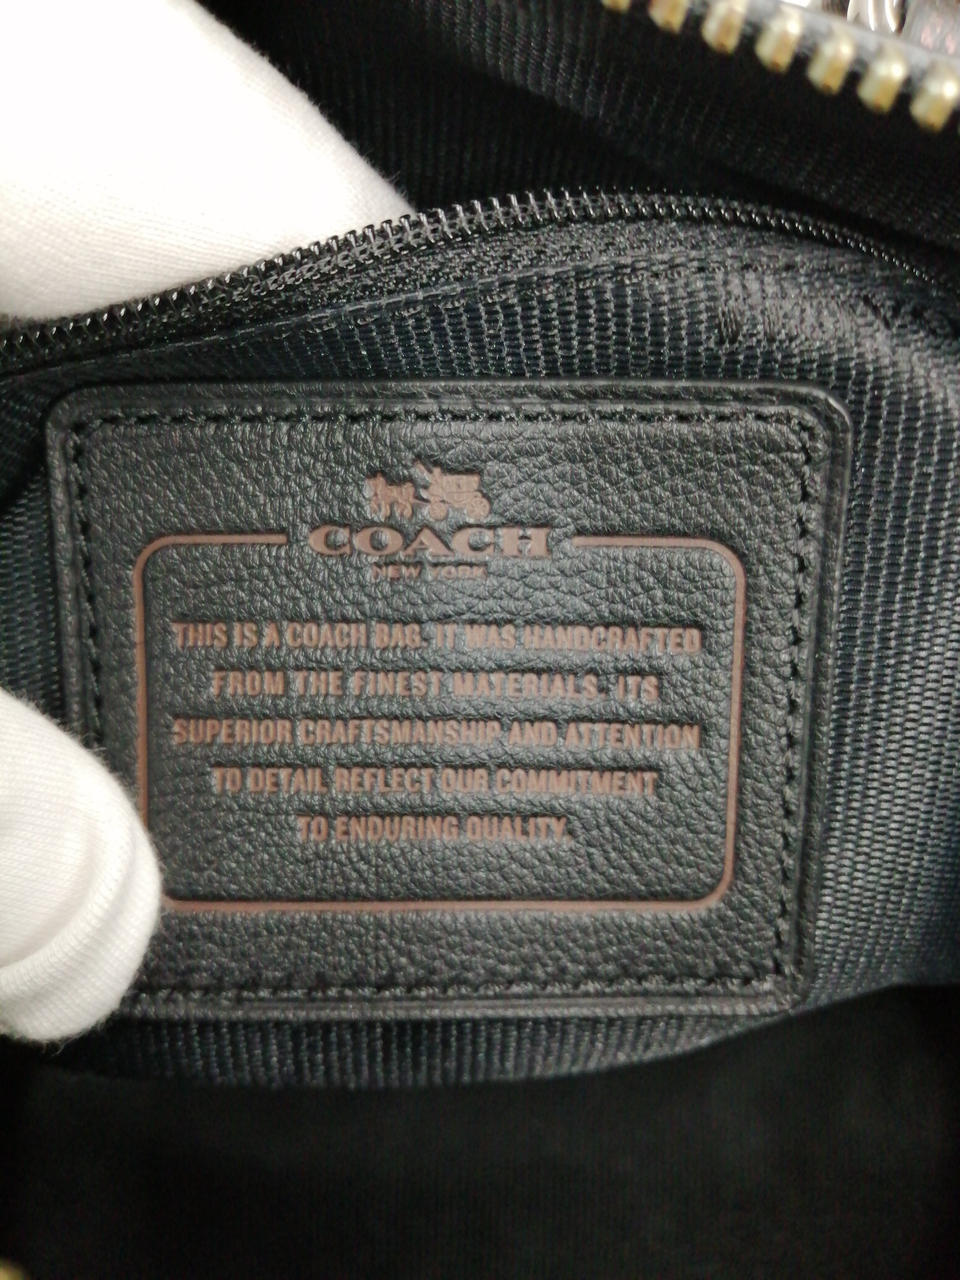 COACH
NEW YORK
THIS IS A COACH BAG. IT WAS HANDCRAFTED
FROM THE FINEST MATERIALS. ITS
SUPERIOR CRAFTSMANSHIP AND ATTENTION
TO DETAIL REFLECT OUR COMMITMENT
TO ENDURING QUALITY.